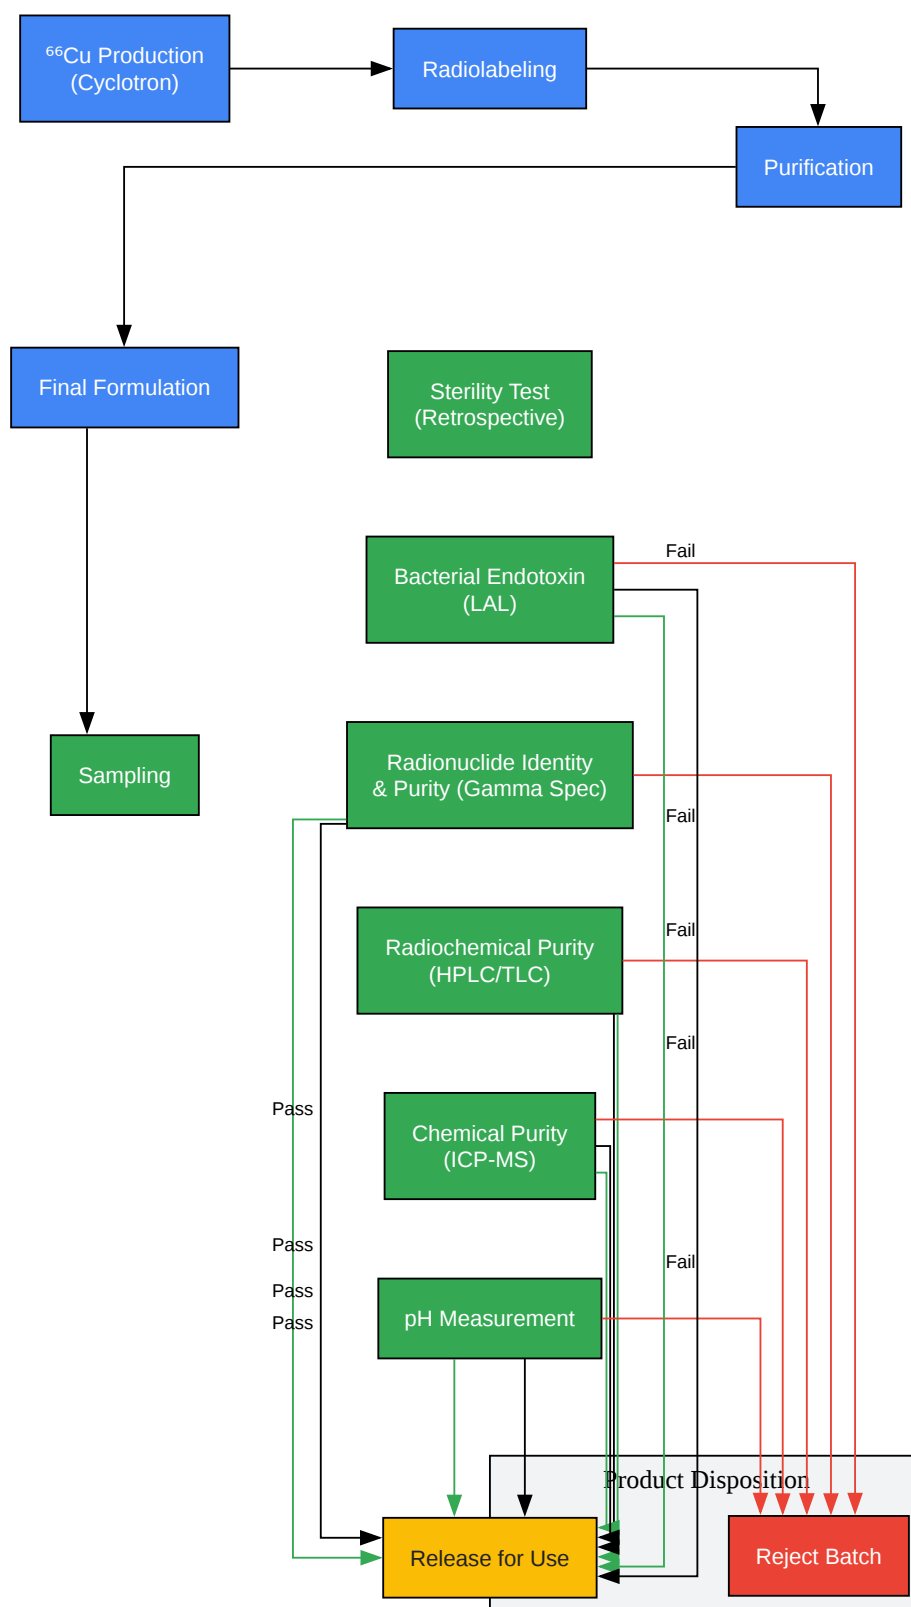 ⁶⁶Cu Production
(Cyclotron)
Radiolabeling
Purification
Final Formulation
Sterility Test
(Retrospective)
Fail
Bacterial Endotoxin
(LAL)
Sampling
Radionuclide Identity
& Purity (Gamma Spec)
Fail
Fail
Radiochemical Purity
(HPLC/TLC)
Fail
Pass
Chemical Purity
(ICP-MS)
Pass
Fail
Pass
Pass
pH Measurement
Product Disposition
Release for Use
Reject Batch